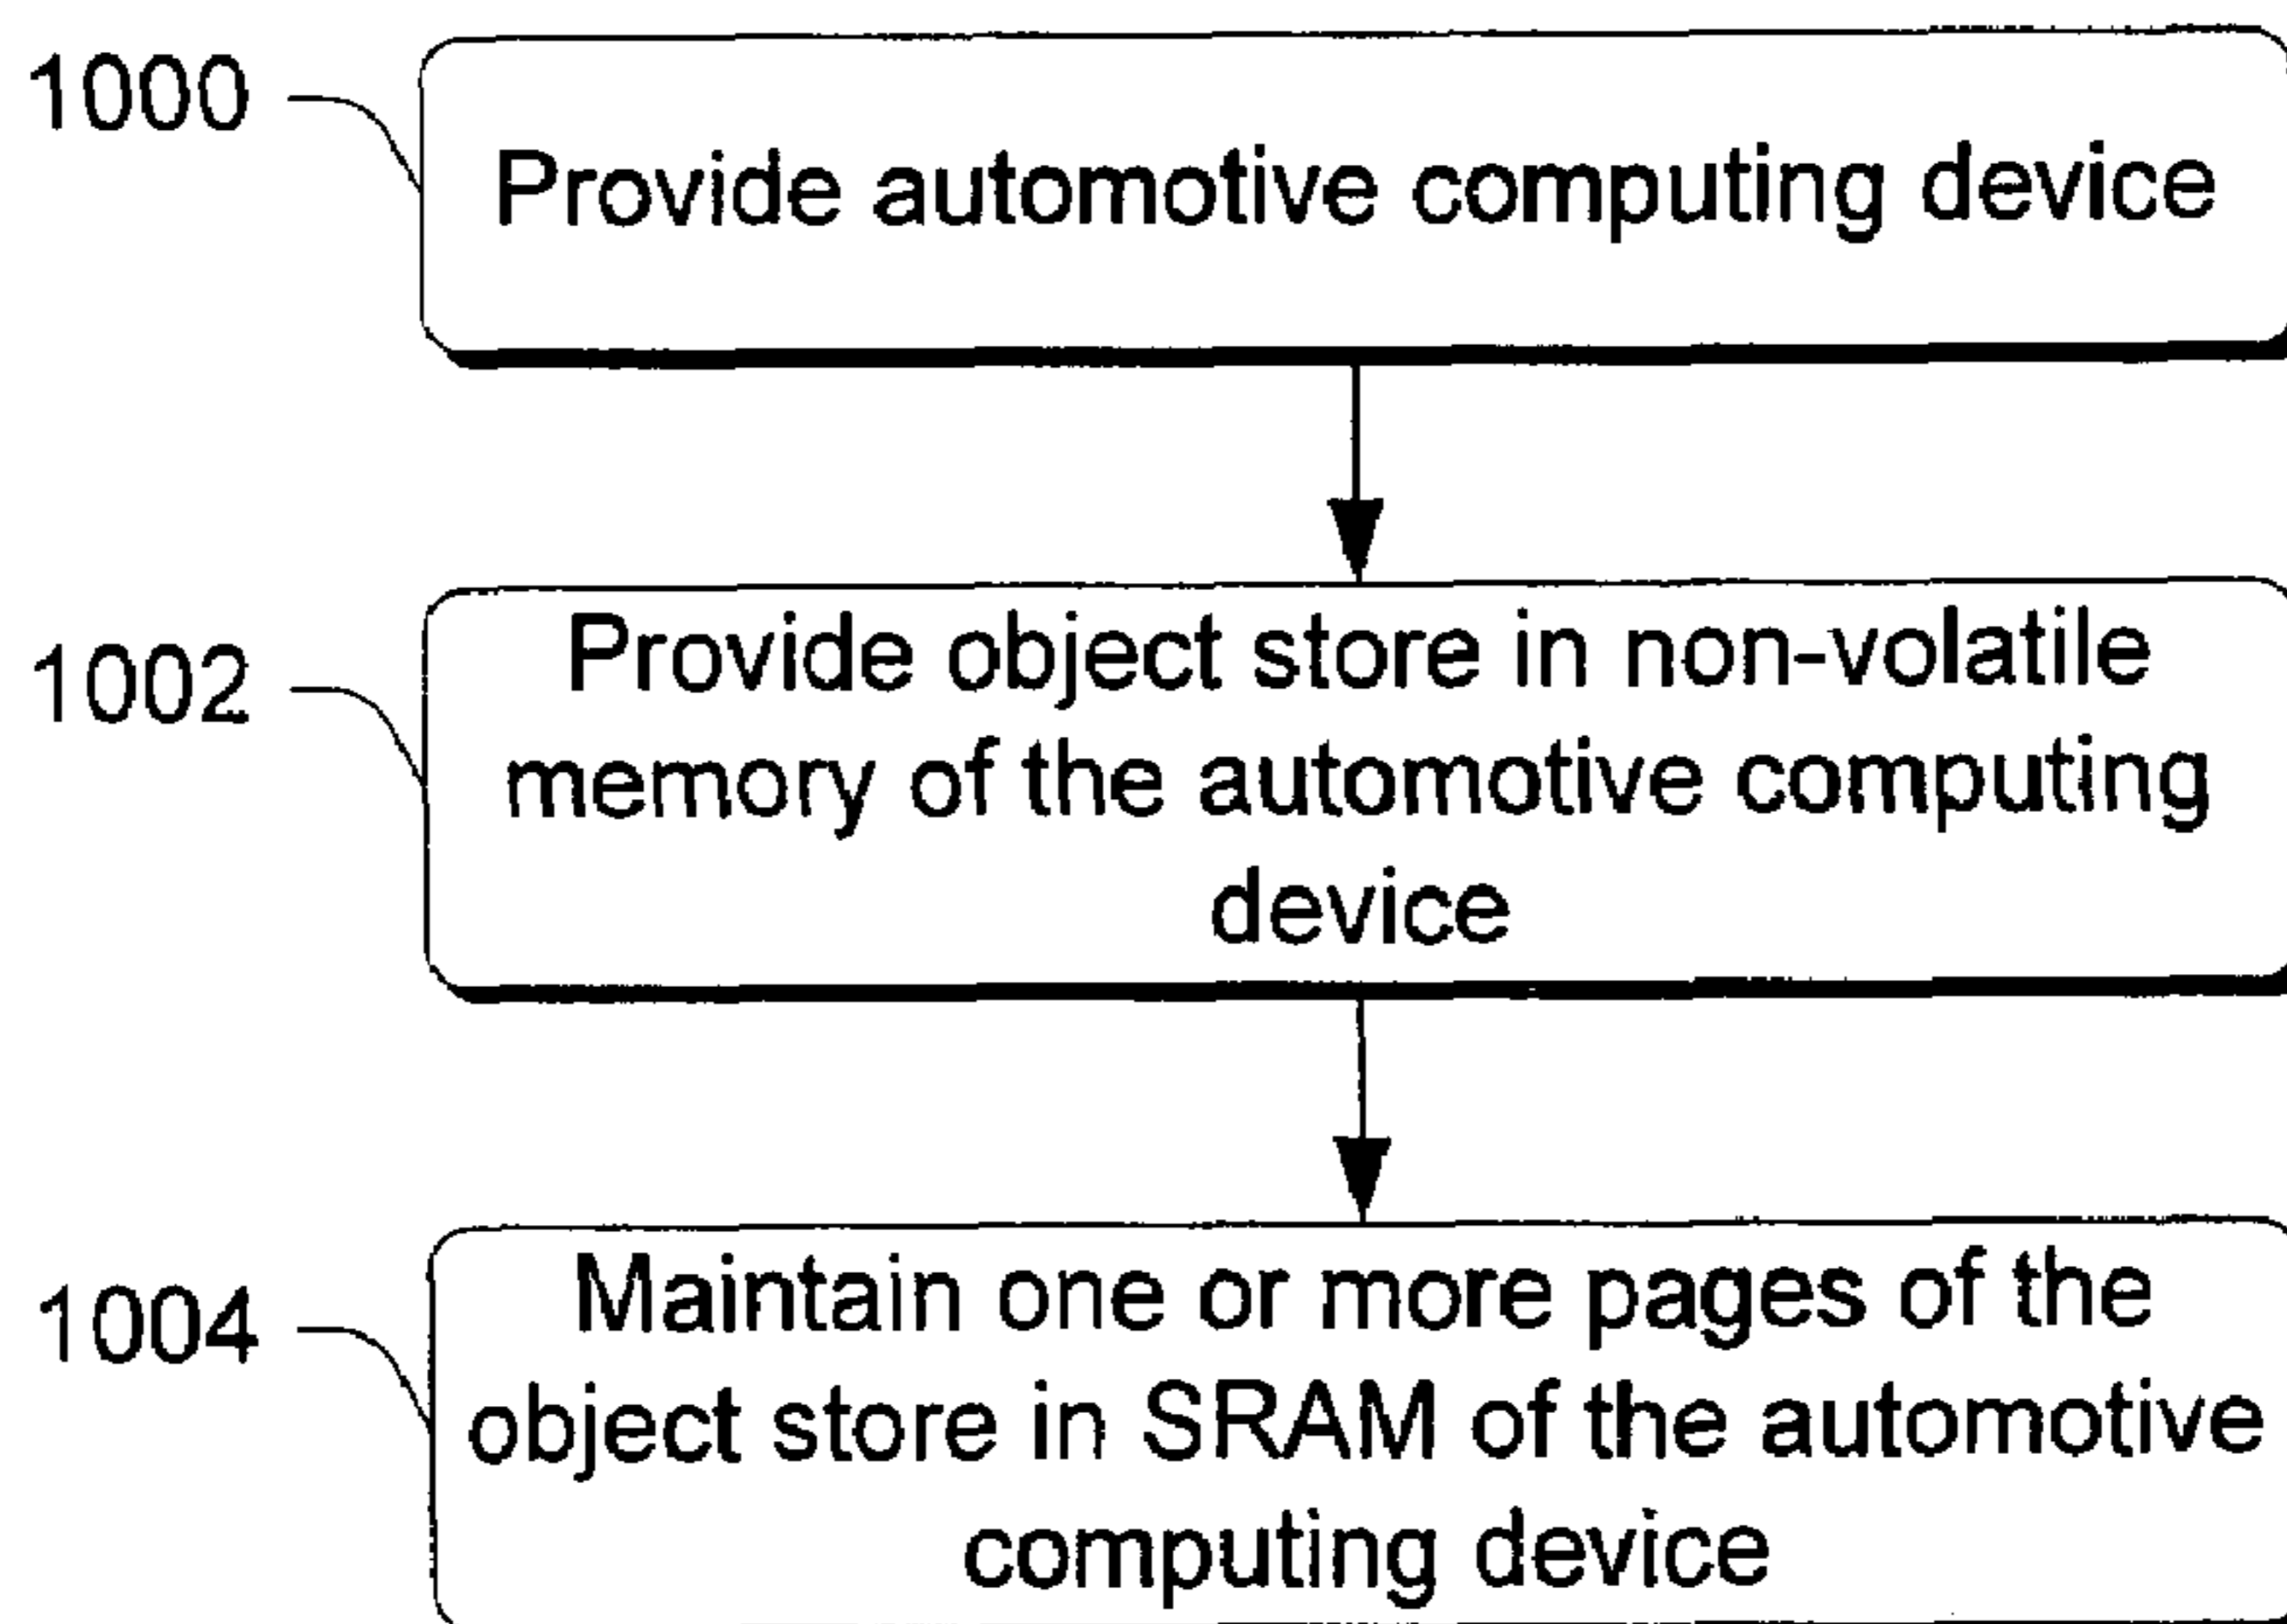 1000
Provide automotive computing device
1002
Provide object store in non-volatile
memory of the automotive computing
device
1004
Maintain one or more pages of the
object store in SRAM of the automotive
computing device